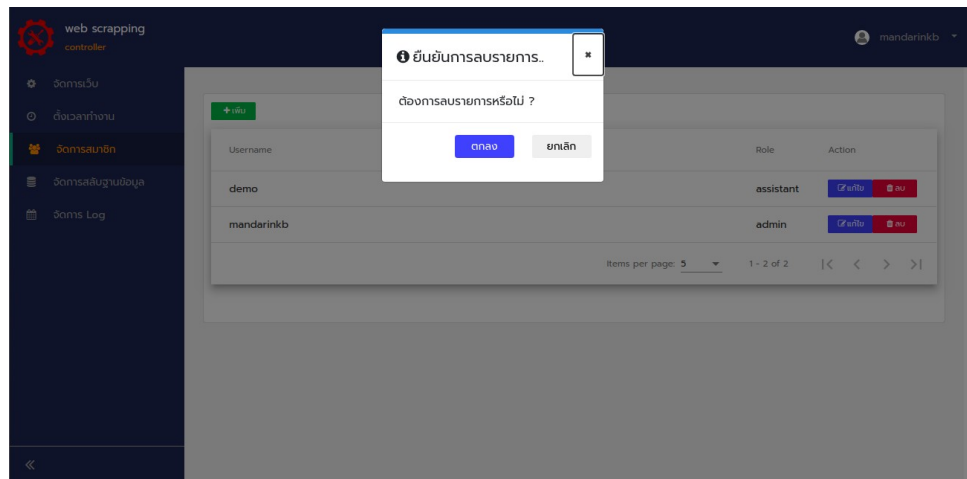 web scrapping
controller
mandarinkb
ยืนยันการลบรายการ..
ต้องการลบรายการหรือไม่ ?
ตกลง ยกเลิก
จัดการเว็บ
ตั้งเวลาทำงาน
จัดการสมาชิก
จัดการสลับฐานข้อมูล
จัดการ Log
+ เพิ่ม
Username Role Action
demo assistant แก้ไข ลบ
mandarinkb admin แก้ไข ลบ
Items per page: 5 1 - 2 of 2